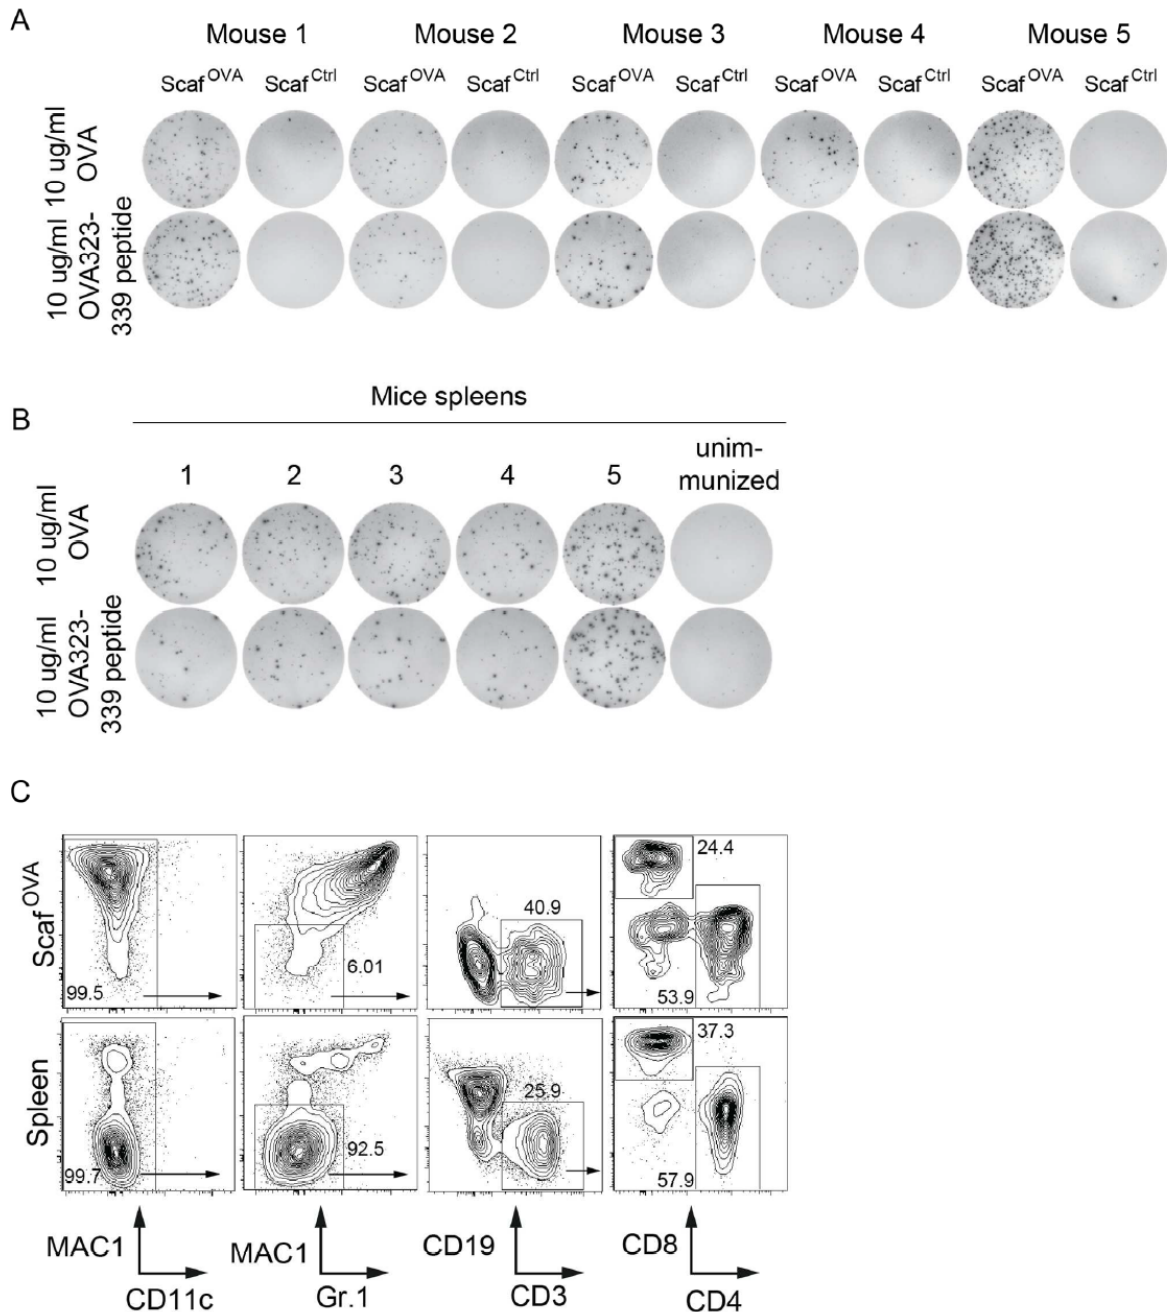 A
Mouse 1 Mouse 2 Mouse 3 Mouse 4 Mouse 5
Scaf OVA Scaf Ctrl Scaf OVA Scaf Ctrl Scaf OVA Scaf Ctrl Scaf OVA Scaf Ctrl Scaf OVA Scaf Ctrl
10 ug/ml
OVA
10 ug/ml
OVA323-
339 peptide
B
Mice spleens
1 2 3 4 5 unim-
munized
10 ug/ml
OVA
10 ug/ml
OVA323-
339 peptide
C
Scaf OVA
99.5
6.01
40.9
24.4
53.9
Spleen
99.7
92.5
25.9
37.3
57.9
MAC1 MAC1 CD19 CD8
CD11c Gr.1 CD3 CD4